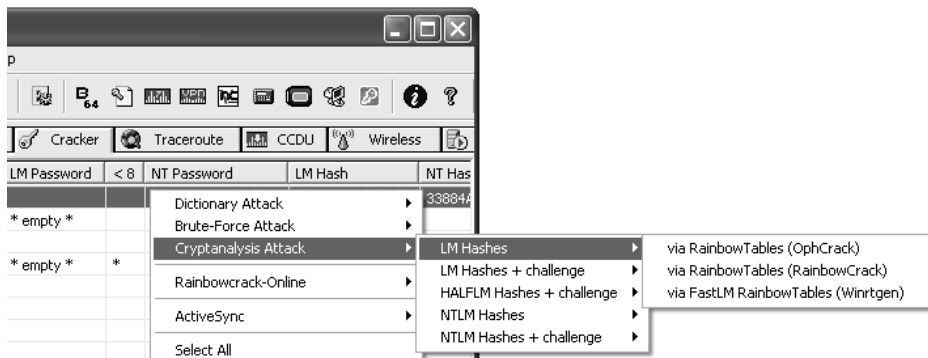 p
B 64
Cracker Traceroute CCDU Wireless
LM Password < 8 NT Password LM Hash NT Has
33884A
* empty *
* empty * *
Dictionary Attack
Brute-Force Attack
Cryptanalysis Attack
Rainbowcrack-Online
ActiveSync
Select All
LM Hashes
LM Hashes + challenge
HALFLM Hashes + challenge
NTLM Hashes
NTLM Hashes + challenge
via RainbowTables (OphCrack)
via RainbowTables (RainbowCrack)
via FastLM RainbowTables (Winrtgen)